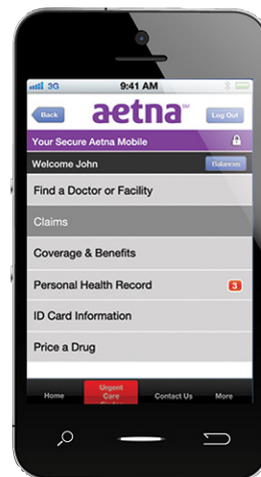 3G 9:41 AM
Back aetna℠ Log Out
Your Secure Aetna Mobile
Welcome John Balances
Find a Doctor or Facility
Claims
Coverage & Benefits
Personal Health Record 3
ID Card Information
Price a Drug
Home Urgent Care Contact Us More